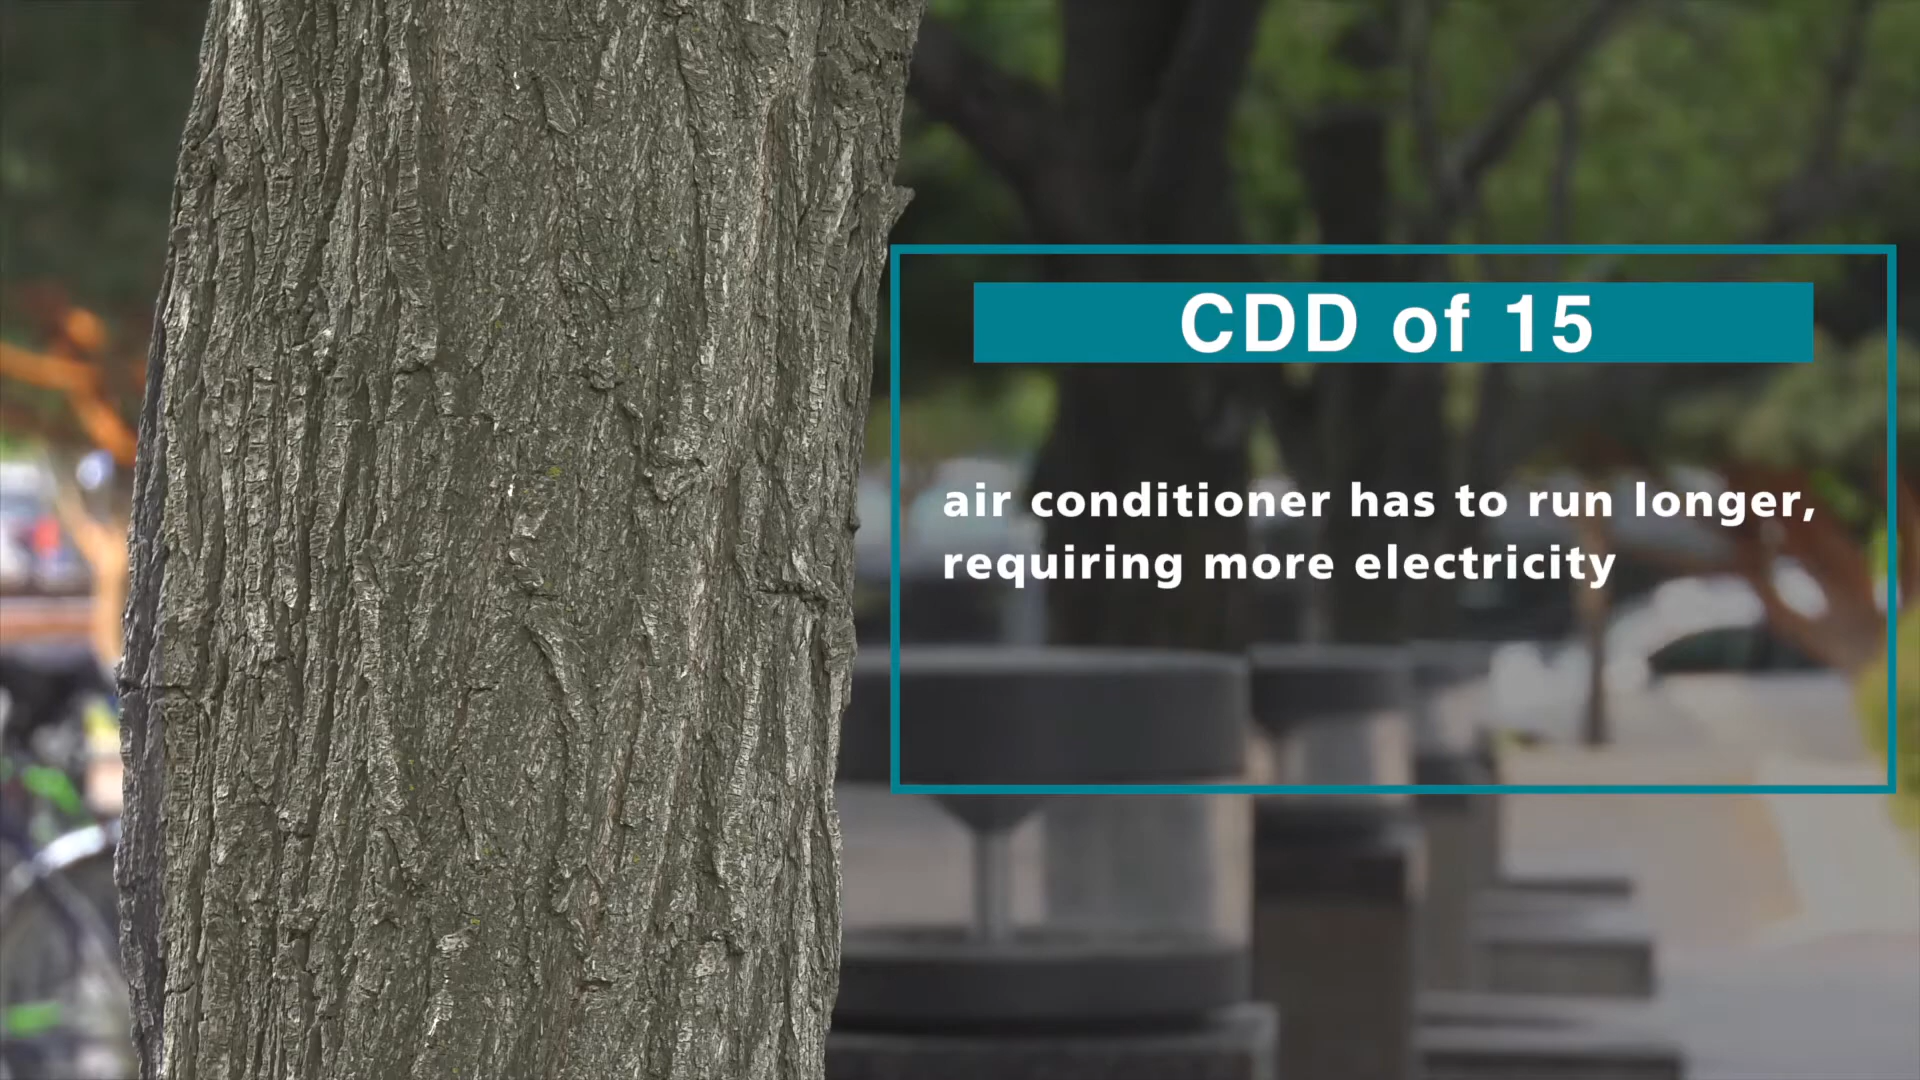 CDD of 15
air conditioner has to run longer,
requiring more electricity